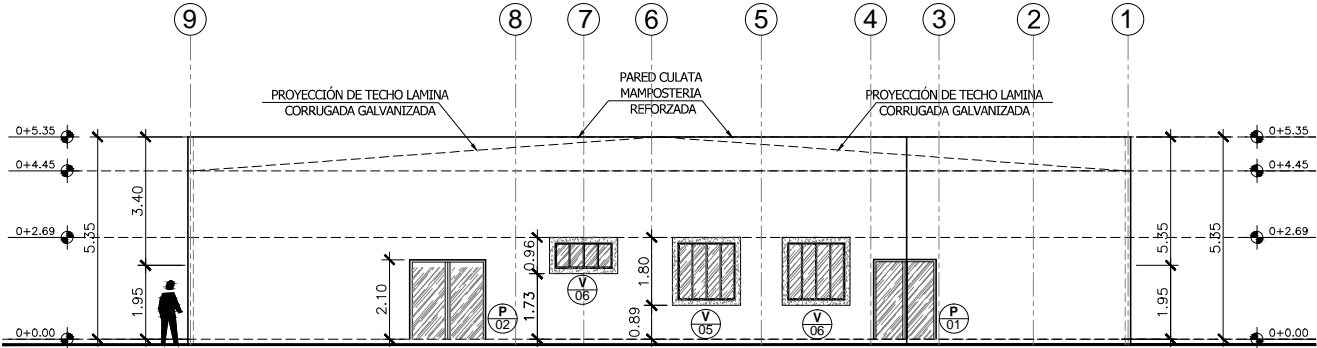 9 8 7 6 5 4 3 2 1
PARED CULATA
MAMPOSTERIA
REFORZADA
PROYECCIÓN DE TECHO LAMINA
CORRUGADA GALVANIZADA
PROYECCIÓN DE TECHO LAMINA
CORRUGADA GALVANIZADA
0+5.35
0+4.45
0+2.69
0+0.00
5.35
3.40
1.95
2.10
P
02
1.73
0.96
V
06
1.80
0.89
V
05
V
06
P
01
5.35
1.95
5.35
0+5.35
0+4.45
0+2.69
0+0.00